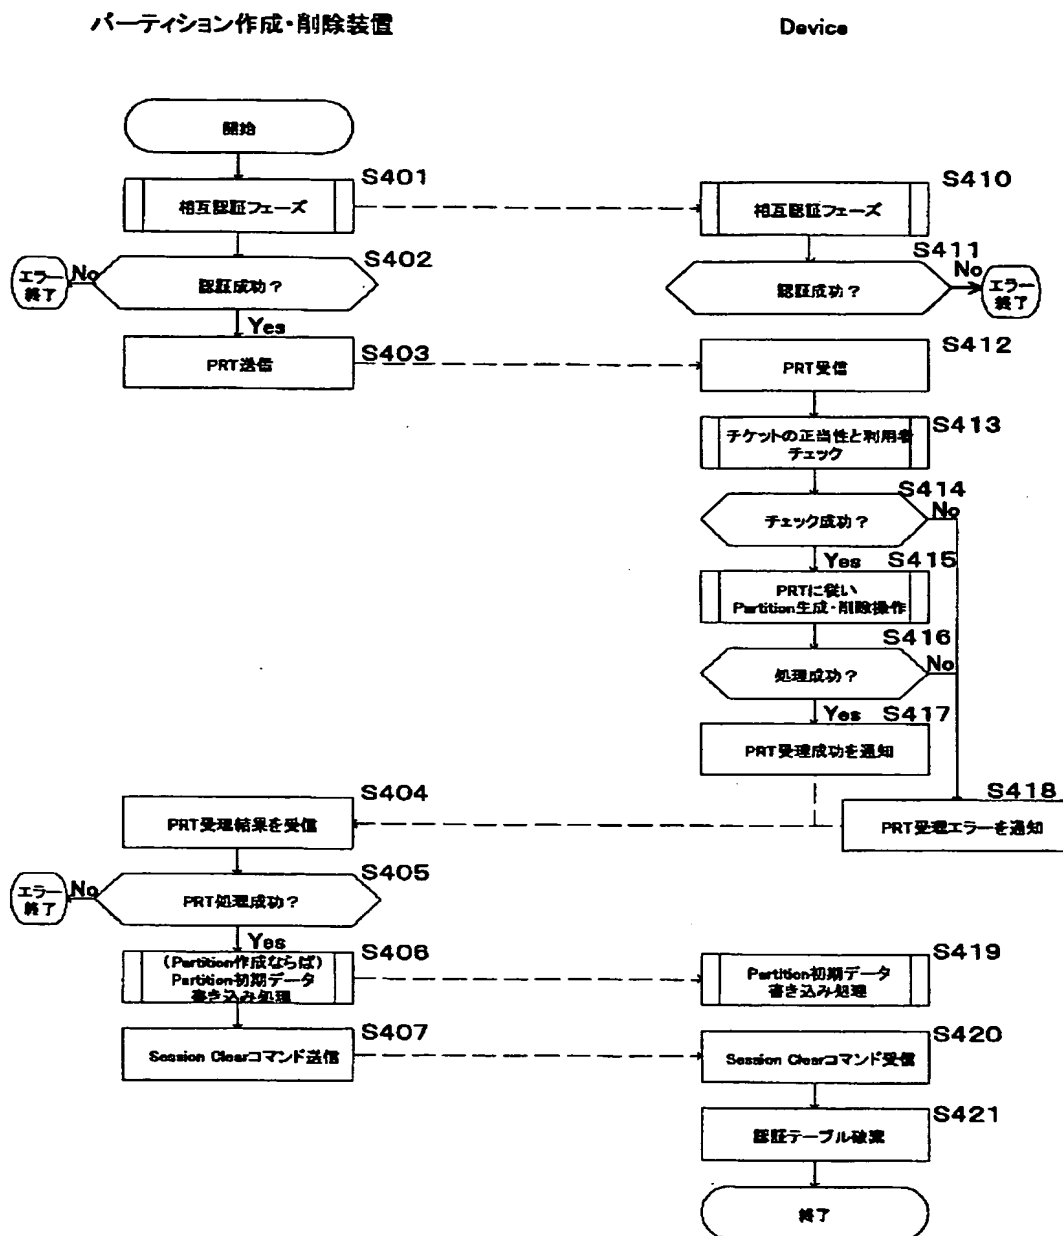 パーティション作成・削除装置
Device
開始
S401
相互認証フェーズ
S410
相互認証フェーズ
S402
認証成功？
No
エラー
終了
S411
認証成功？
No
エラー
終了
Yes
S403
PRT送信
S412
PRT受信
S413
チケットの正当性と利用者
チェック
S414
チェック成功？
No
Yes
S415
PRTに従い
Partition生成・削除操作
S416
処理成功？
No
Yes
S417
PRT受理成功を通知
S418
PRT受理エラーを通知
S404
PRT受理結果を受信
S405
PRT処理成功？
No
エラー
終了
Yes
S406
(Partition作成ならば)
Partition初期データ
書き込み処理
S419
Partition初期データ
書き込み処理
S407
Session Clearコマンド送信
S420
Session Clearコマンド受信
S421
認証テーブル破棄
終了